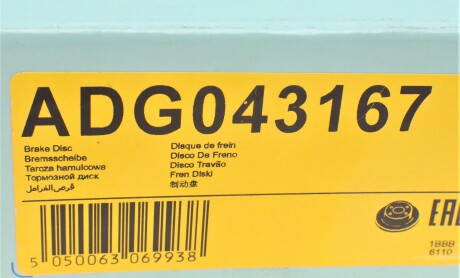 ADG043167
Brake Disc
Bremsscheibe
Tarcza hamulcowa
Тормозной диск
قرص الفرامل
Disque de frein
Disco De Freno
Disco Travão
Fren Diski
制动盘
5 050063 069938
1BBB
6110